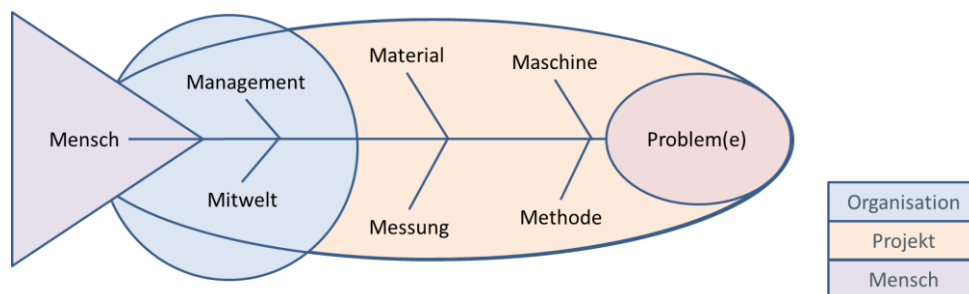 Material
Maschine
Management
Mensch
Problem(e)
Mitwelt
Messung
Methode
Organisation
Projekt
Mensch